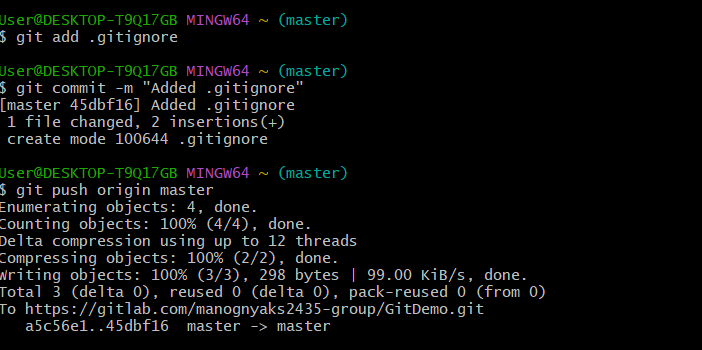 User@DESKTOP-T9Q17GB MINGW64 ~ (master)
$ git add .gitignore
User@DESKTOP-T9Q17GB MINGW64 ~ (master)
$ git commit -m "Added .gitignore"
[master 45dbf16] Added .gitignore
 1 file changed, 2 insertions(+)
 create mode 100644 .gitignore
User@DESKTOP-T9Q17GB MINGW64 ~ (master)
$ git push origin master
Enumerating objects: 4, done.
Counting objects: 100% (4/4), done.
Delta compression using up to 12 threads
Compressing objects: 100% (2/2), done.
Writing objects: 100% (3/3), 298 bytes | 99.00 KiB/s, done.
Total 3 (delta 0), reused 0 (delta 0), pack-reused 0 (from 0)
To https://gitlab.com/manognyaks2435-group/GitDemo.git
   a5c56e1..45dbf16  master -> master